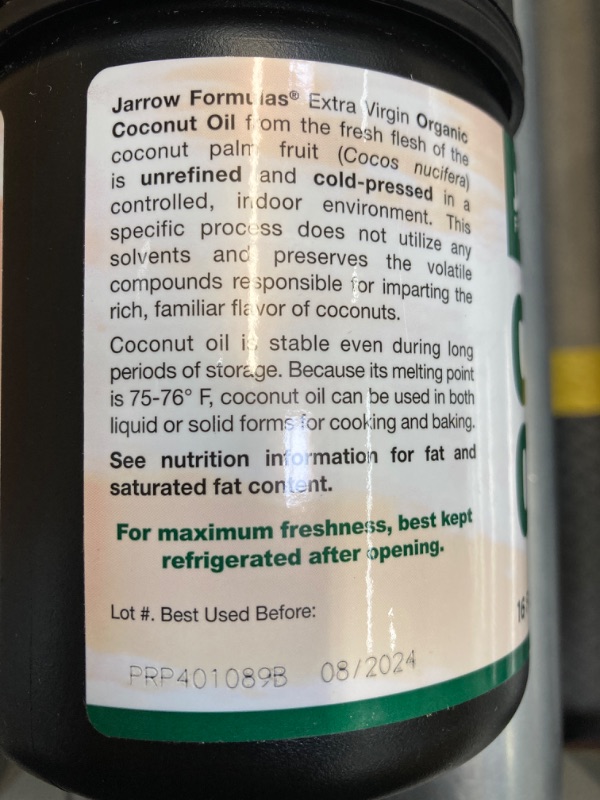 Jarrow Formulas® Extra Virgin Organic
Coconut Oil from the fresh flesh of the
coconut palm fruit (Cocos nucifera)
is unrefined and cold-pressed in a
controlled, indoor environment. This
specific process does not utilize any
solvents and preserves the volatile
compounds responsible for imparting the
rich, familiar flavor of coconuts.
Coconut oil is stable even during long
periods of storage. Because its melting point
is 75-76° F, coconut oil can be used in both
liquid or solid forms for cooking and baking.
See nutrition information for fat and
saturated fat content.
For maximum freshness, best kept
refrigerated after opening.
Lot #. Best Used Before:
PRP401089B 08/2024
16